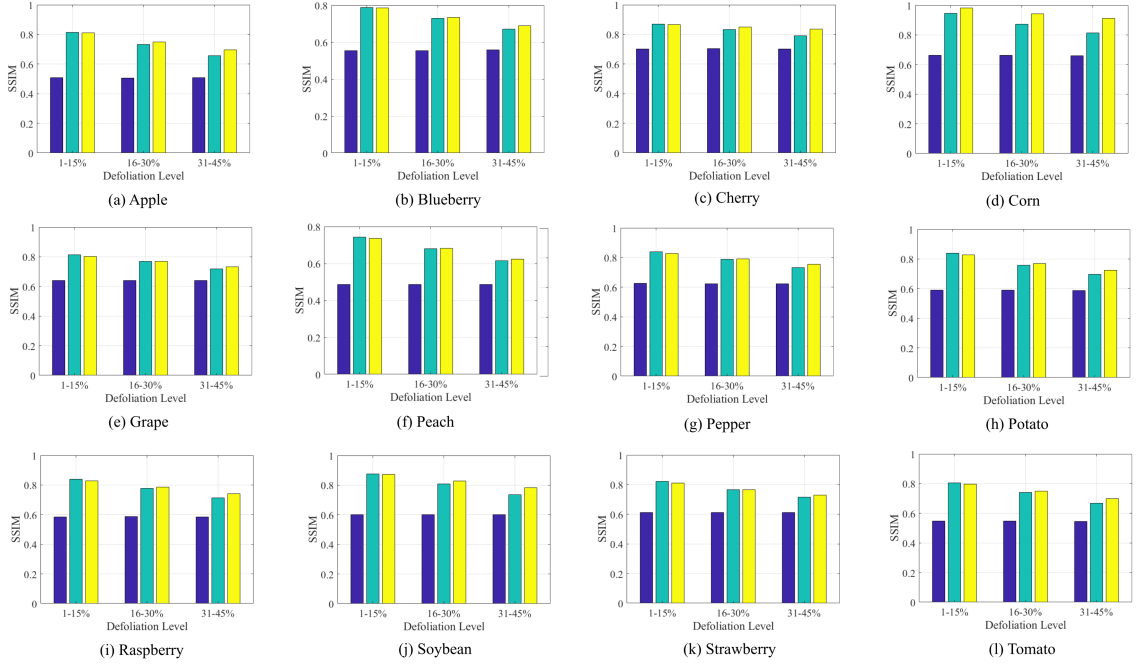 1
0.8
0.6
0.4
0.2
0
SSIM
1-15%
16-30%
31-45%
Defoliation Level
(a) Apple
0.8
0.6
0.4
0.2
0
SSIM
1-15%
16-30%
31-45%
Defoliation Level
(b) Blueberry
1
0.8
0.6
0.4
0.2
0
SSIM
1-15%
16-30%
31-45%
Defoliation Level
(c) Cherry
1
0.8
0.6
0.4
0.2
0
SSIM
1-15%
16-30%
31-45%
Defoliation Level
(d) Corn
1
0.8
0.6
0.4
0.2
0
SSIM
1-15%
16-30%
31-45%
Defoliation Level
(e) Grape
0.8
0.6
0.4
0.2
0
SSIM
1-15%
16-30%
31-45%
Defoliation Level
(f) Peach
1
0.8
0.6
0.4
0.2
0
SSIM
1-15%
16-30%
31-45%
Defoliation Level
(g) Pepper
1
0.8
0.6
0.4
0.2
0
SSIM
1-15%
16-30%
31-45%
Defoliation Level
(h) Potato
1
0.8
0.6
0.4
0.2
0
SSIM
1-15%
16-30%
31-45%
Defoliation Level
(i) Raspberry
1
0.8
0.6
0.4
0.2
0
SSIM
1-15%
16-30%
31-45%
Defoliation Level
(j) Soybean
1
0.8
0.6
0.4
0.2
0
SSIM
1-15%
16-30%
31-45%
Defoliation Level
(k) Strawberry
1
0.8
0.6
0.4
0.2
0
SSIM
1-15%
16-30%
31-45%
Defoliation Level
(l) Tomato